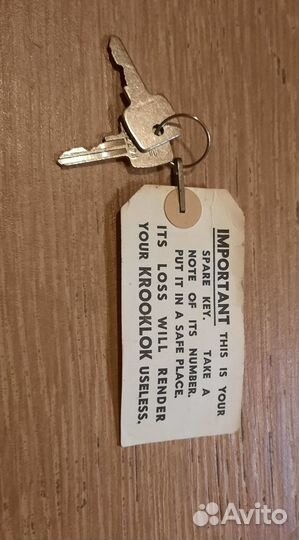 IMPORTANT THIS IS YOUR
SPARE KEY. TAKE A
NOTE OF ITS NUMBER.
PUT IT IN A SAFE PLACE.
ITS LOSS WILL RENDER
YOUR KROOKLOK USELESS.
Avito